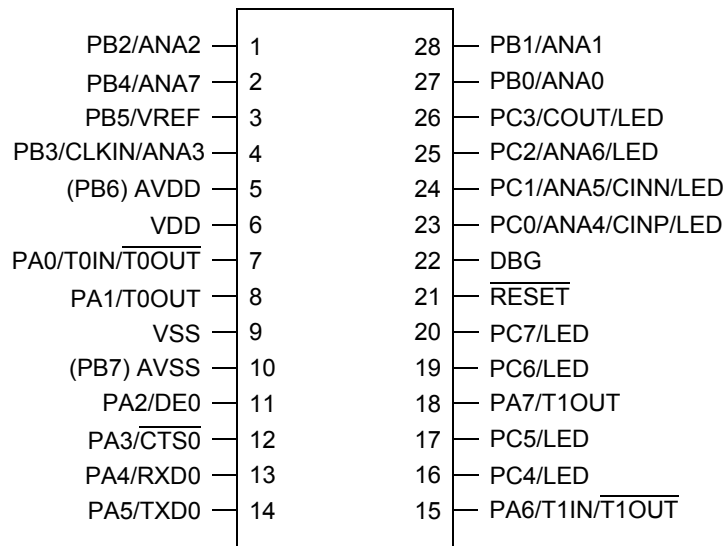 PB2/ANA2 1 28 PB1/ANA1
PB4/ANA7 2 27 PB0/ANA0
PB5/VREF 3 26 PC3/COUT/LED
PB3/CLKIN/ANA3 4 25 PC2/ANA6/LED
(PB6) AVDD 5 24 PC1/ANA5/CINN/LED
VDD 6 23 PC0/ANA4/CINP/LED
PA0/T0IN/T̅0̅O̅U̅T̅ 7 22 DBG
PA1/T0OUT 8 21 R̅E̅S̅E̅T̅
VSS 9 20 PC7/LED
(PB7) AVSS 10 19 PC6/LED
PA2/DE0 11 18 PA7/T1OUT
PA3/C̅T̅S̅0̅ 12 17 PC5/LED
PA4/RXD0 13 16 PC4/LED
PA5/TXD0 14 15 PA6/T1IN/T̅1̅O̅U̅T̅